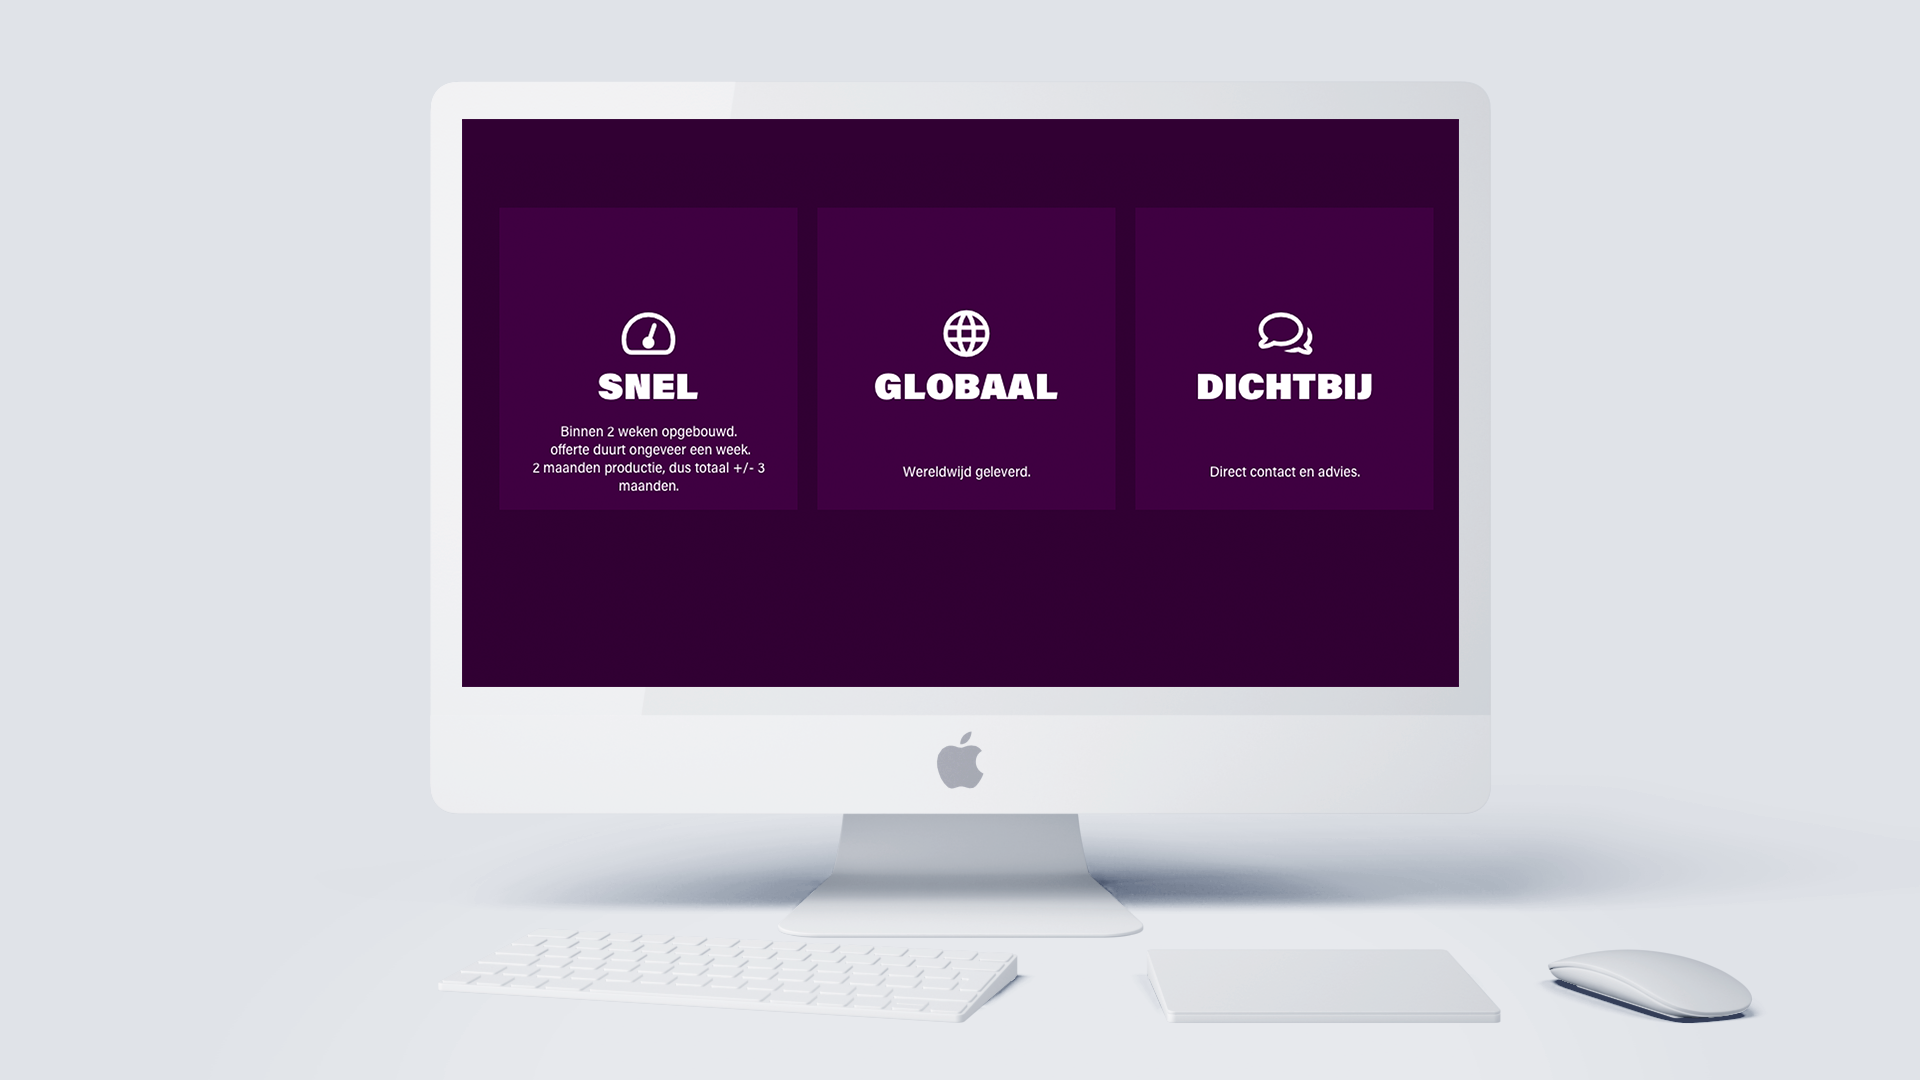 SNEL
Binnen 2 weken opgebouwd.
offerte duurt ongeveer een week.
2 maanden productie, dus totaal +/- 3
maanden.
GLOBAAL
Wereldwijd geleverd.
DICHTBIJ
Direct contact en advies.